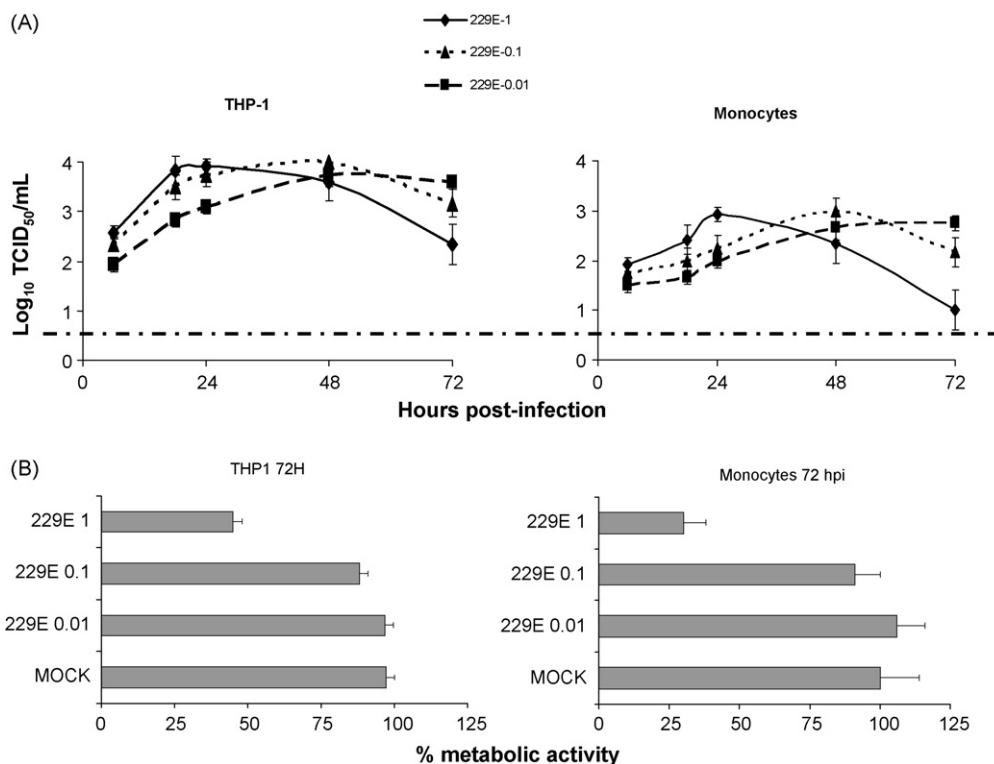 (A)
229E-1
229E-0.1
229E-0.01
THP-1
Monocytes
Log10 TCID50/mL
4
3
2
1
0
0 24 48 72
4
3
2
1
0
0 24 48 72
Hours post-infection
(B)
THP1 72H
Monocytes 72 hpi
229E 1
229E 0.1
229E 0.01
MOCK
0 25 50 75 100 125
229E 1
229E 0.1
229E 0.01
MOCK
0 25 50 75 100 125
% metabolic activity